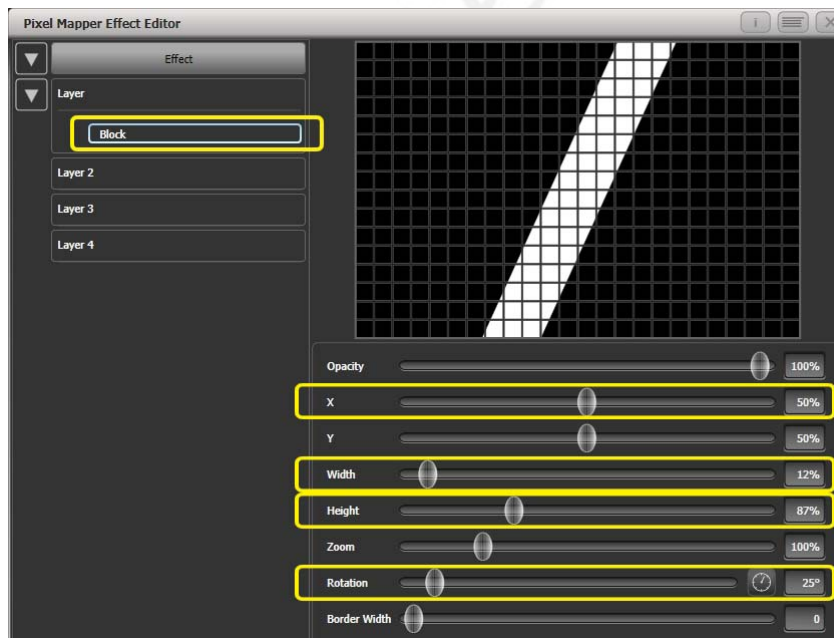 Pixel Mapper Effect Editor
Effect
Layer
Block
Layer 2
Layer 3
Layer 4
Opacity 100%
X 50%
Y 50%
Width 12%
Height 87%
Zoom 100%
Rotation 25°
Border Width 0